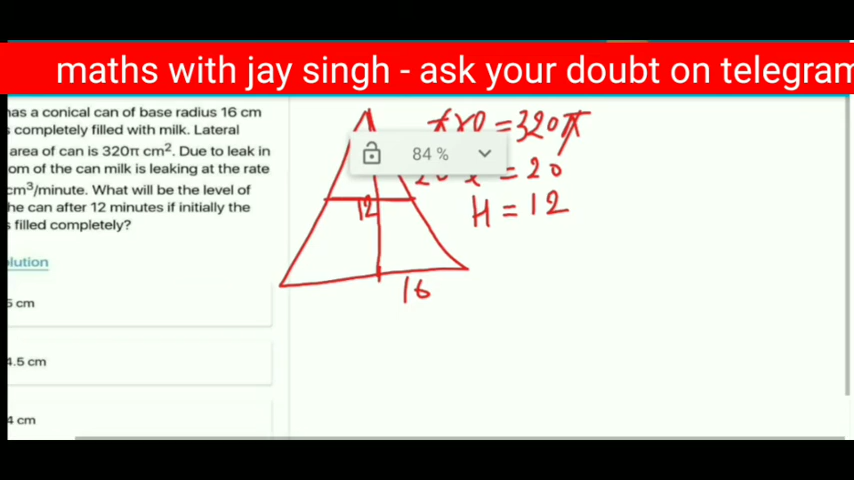 maths with jay singh - ask your doubt on telegram
has a conical can of base radius 16 cm
completely filled with milk. Lateral
area of can is 320π cm². Due to leak in
om of the can milk is leaking at the rate
cm³/minute. What will be the level of
he can after 12 minutes if initially the
filled completely?
lution
5 cm
4.5 cm
4 cm
= 320π
84 %
= 20
H = 12
12
16